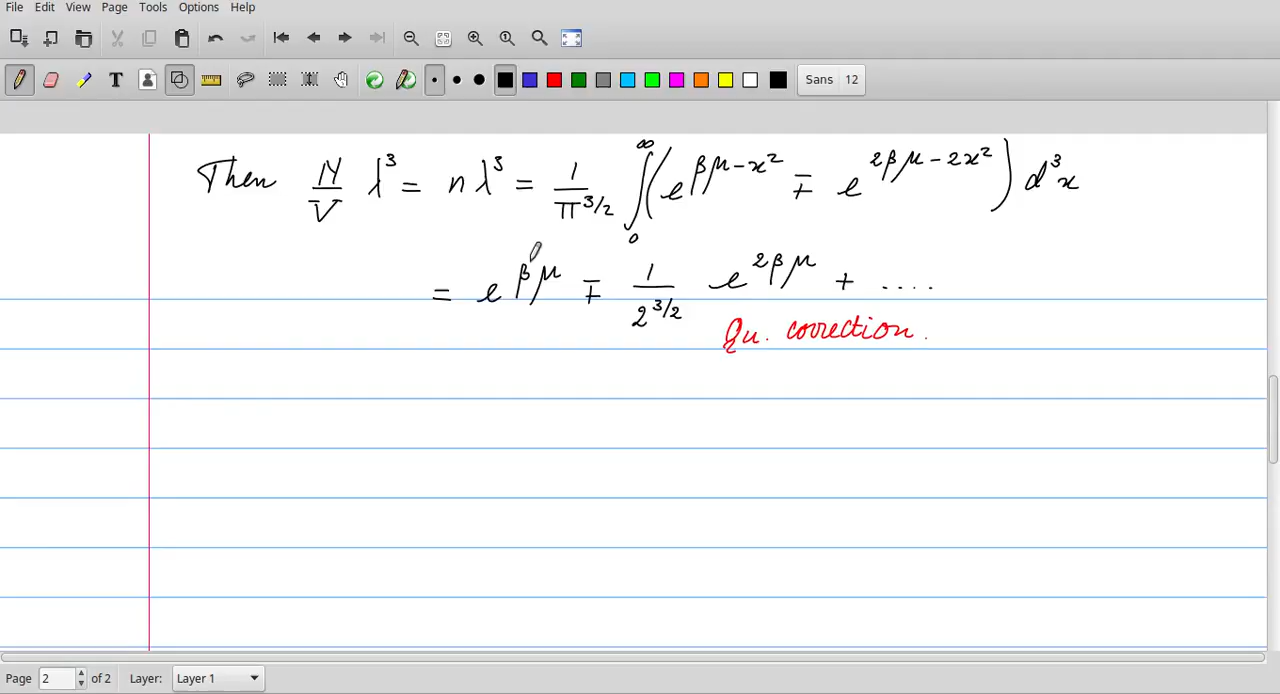 File Edit View Page Tools Options Help
Sans 12
Then N/V λ³ = nλ³ = 1/π^{3/2} ∫₀^∞ (e^{βμ-x²} ∓ e^{2βμ-2x²}) d³x
= e^{βμ} ∓ 1/2^{3/2} e^{2βμ} + ....
Qu. correction.
Page 2 of 2 Layer: Layer 1